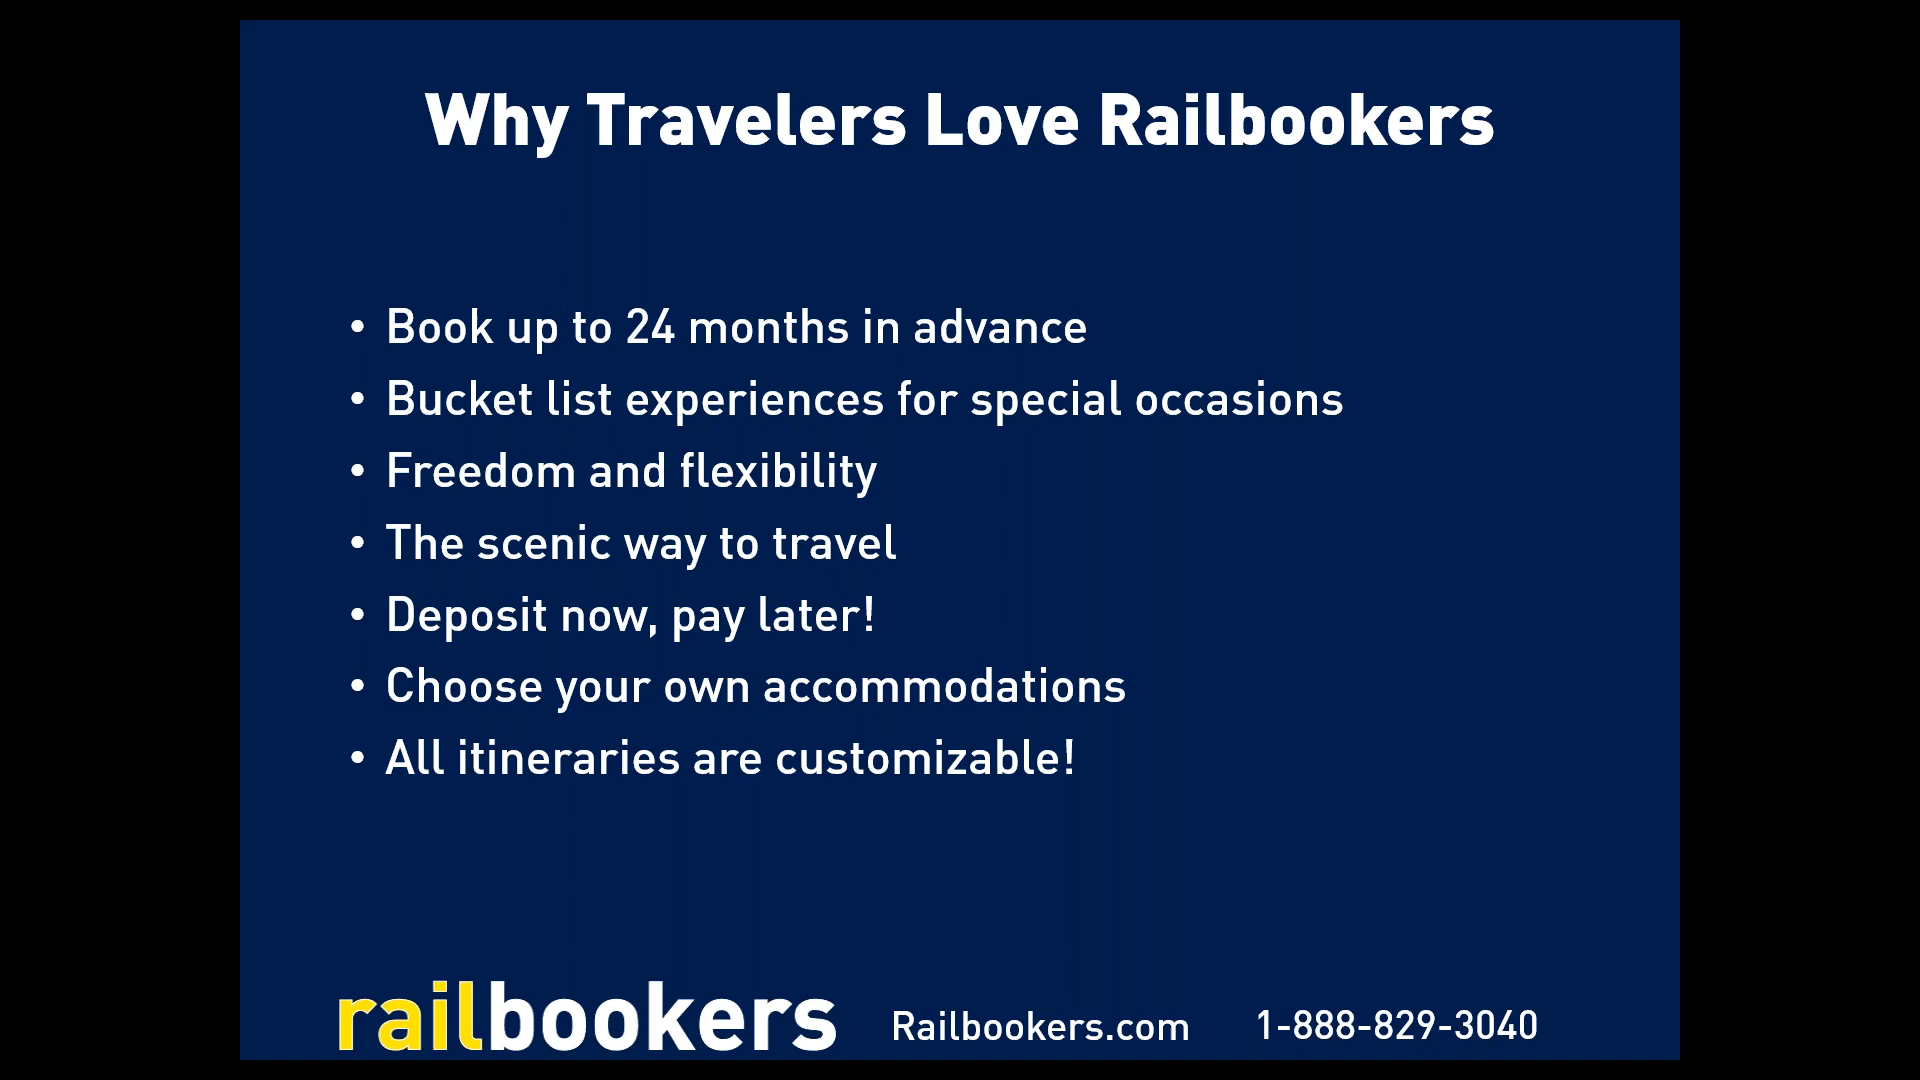 Why Travelers Love Railbookers
• Book up to 24 months in advance
• Bucket list experiences for special occasions
• Freedom and flexibility
• The scenic way to travel
• Deposit now, pay later!
• Choose your own accommodations
• All itineraries are customizable!
railbookers Railbookers.com 1-888-829-3040